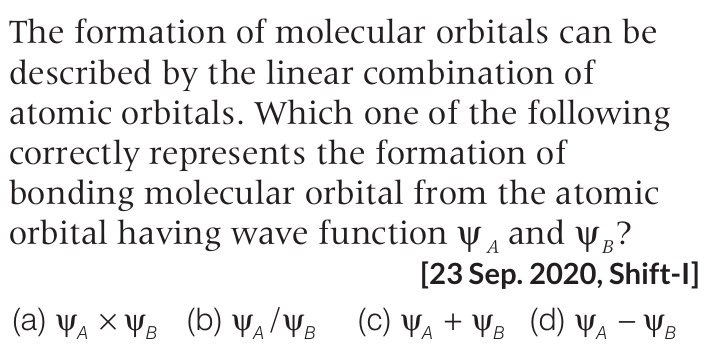 The formation of molecular orbitals can be
described by the linear combination of
atomic orbitals. Which one of the following
correctly represents the formation of
bonding molecular orbital from the atomic
orbital having wave function ψ_A and ψ_B?
[23 Sep. 2020, Shift-I]
(a) ψ_A × ψ_B (b) ψ_A/ψ_B (c) ψ_A + ψ_B (d) ψ_A − ψ_B